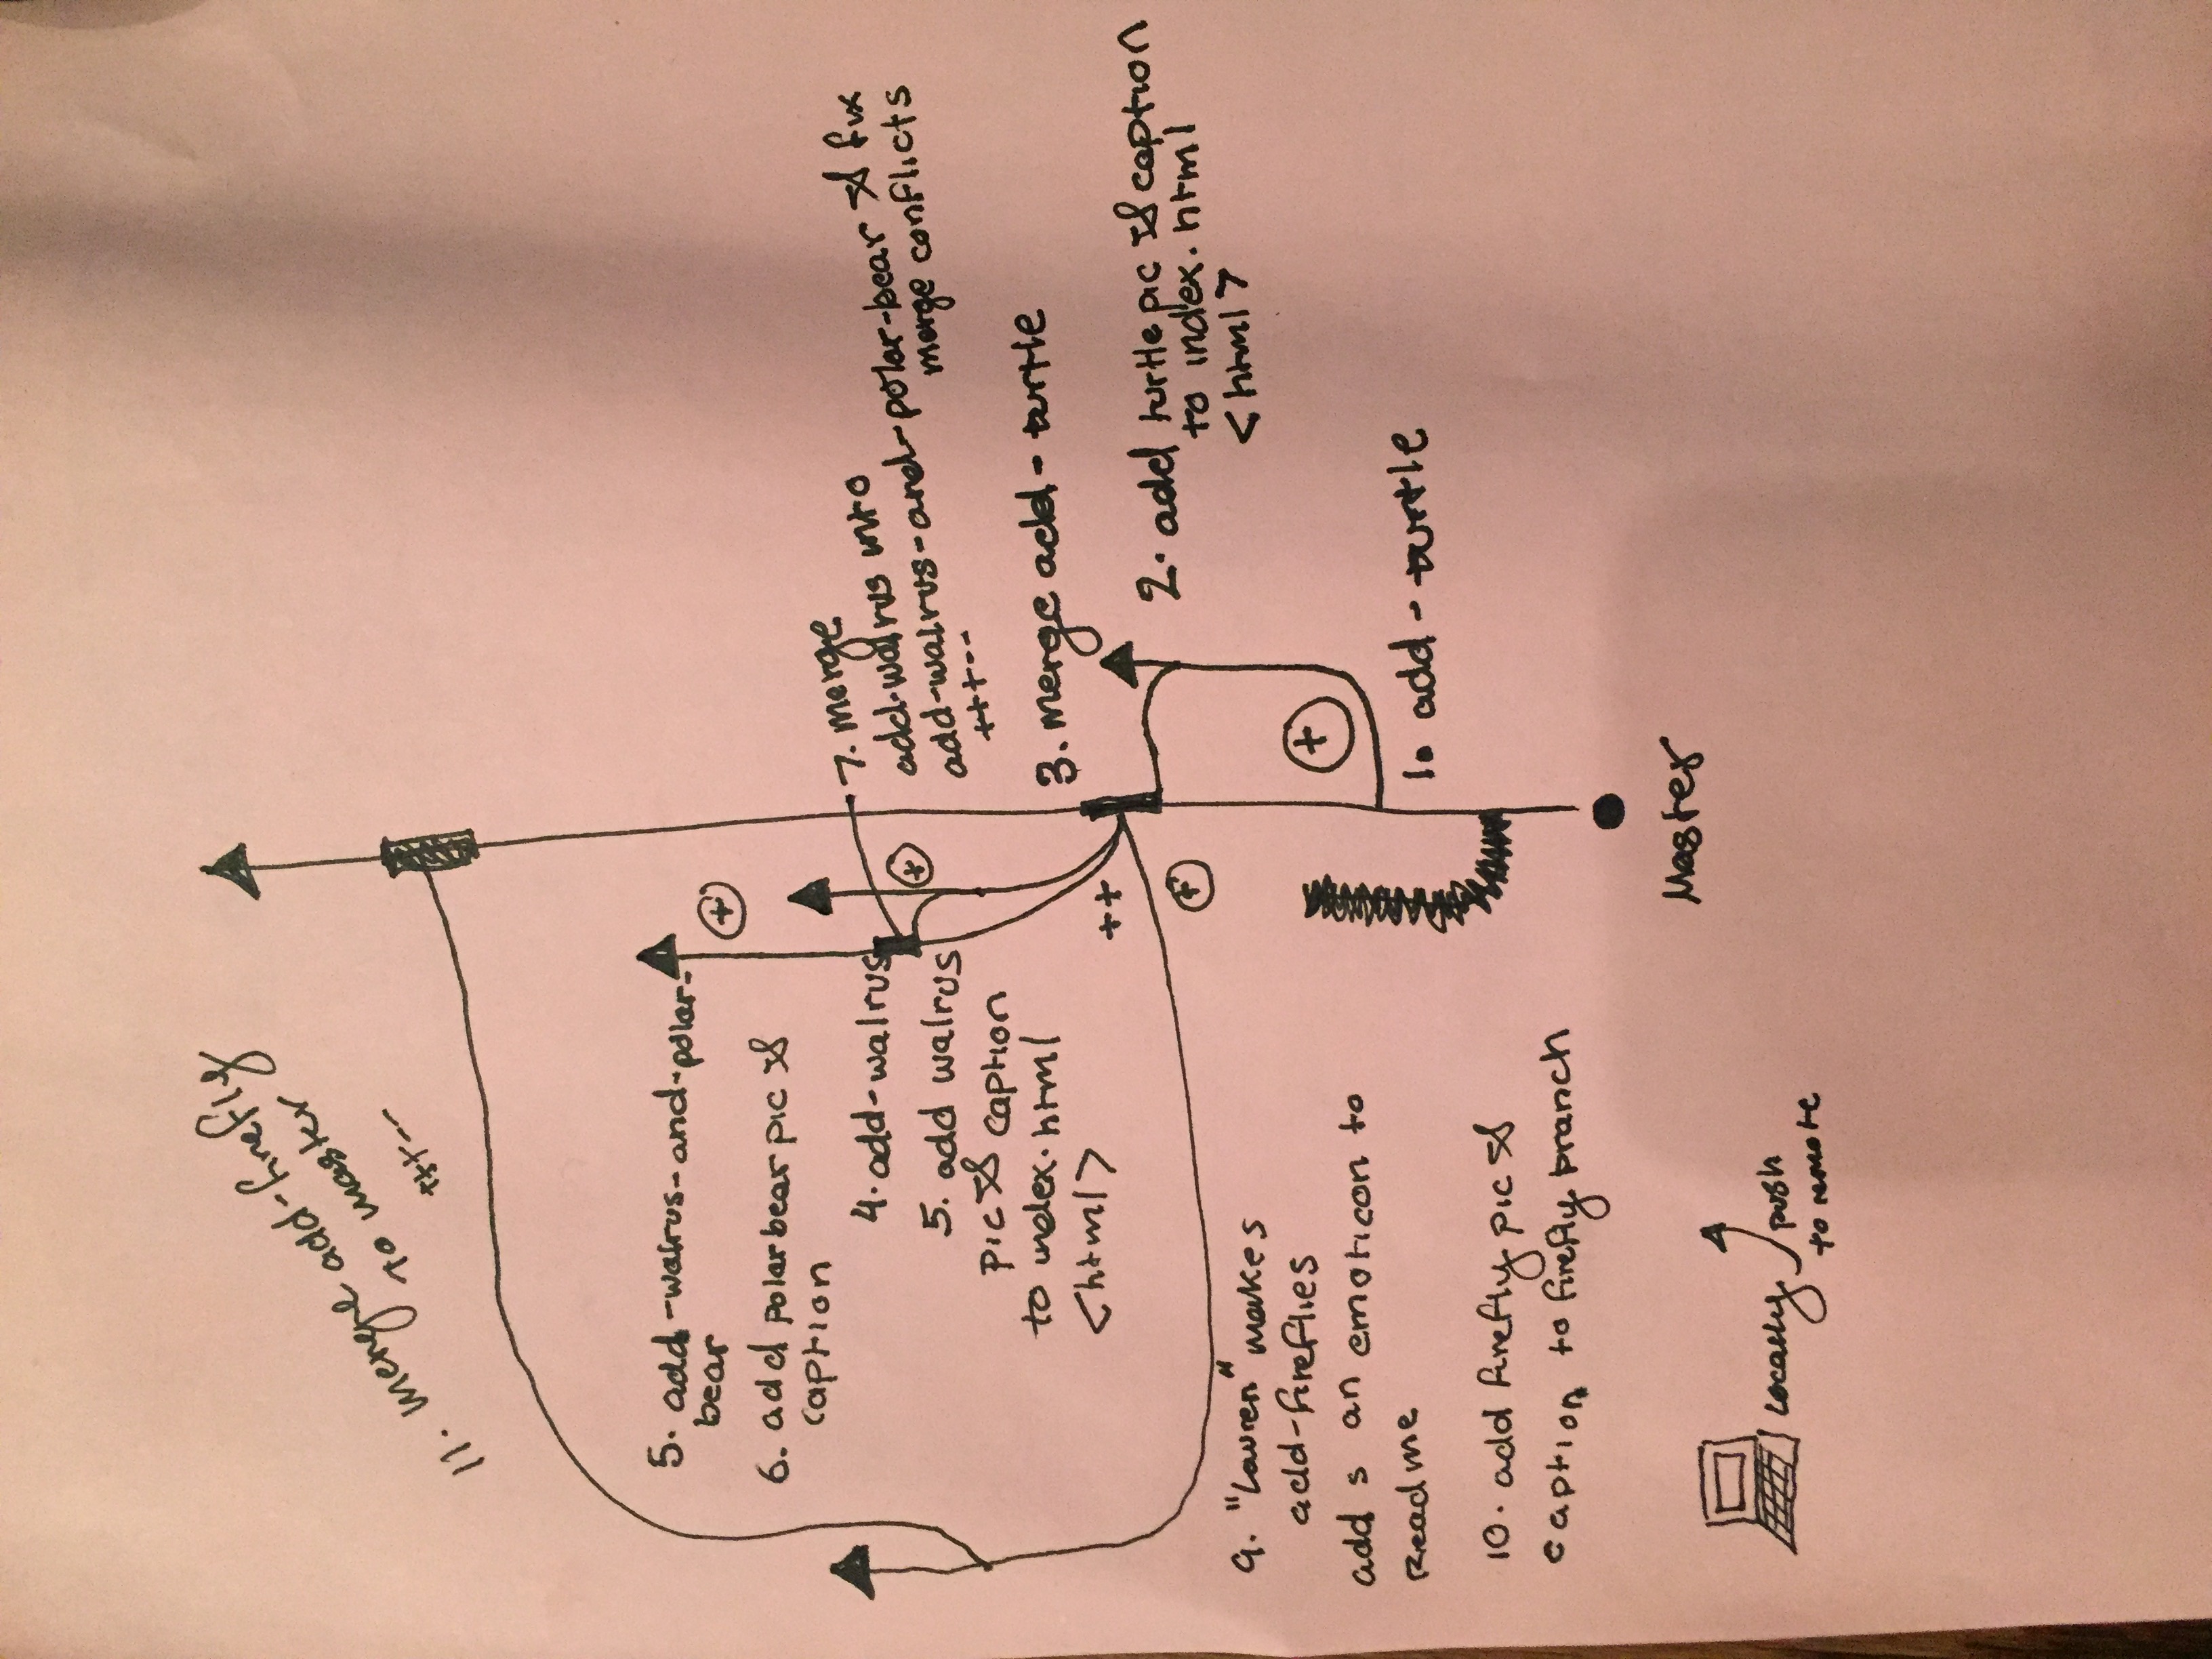 11. merge add-firefly
to master
+++--
5. add-walrus-and-polar-
bear
+
6. add polar bear pic &
caption
4. add-walrus
+
5. add walrus
pic & caption
to index.html
<html>
7. merge
add-walrus into
add-walrus-and-polar-bear & fix
merge conflicts
+++--
3. merge add-turtle
++
2. add turtle pic & caption
to index.html
<html>
+
+
1. add-turtle
9. "Lauren" makes
add-fireflies
adds an emoticon to
Readme
10. add firefly pic &
caption to firefly branch
Master
locally
push
to remote